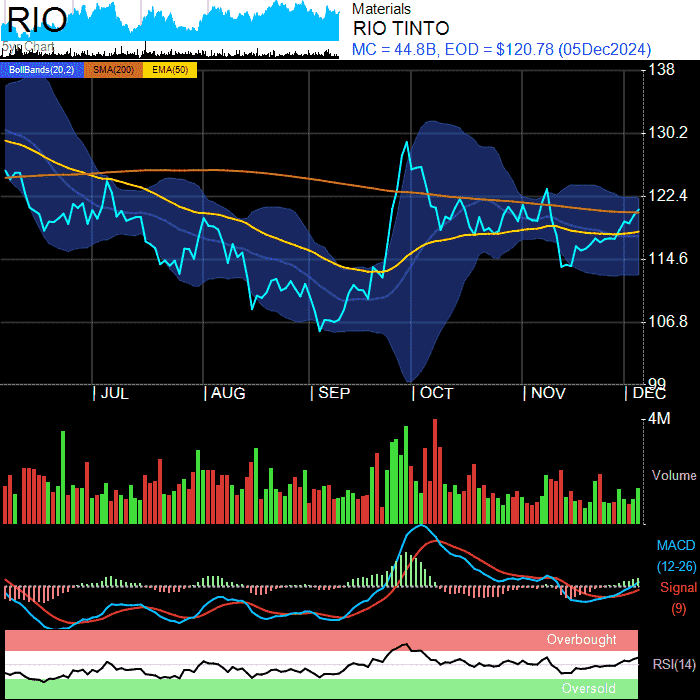 RIO
Materials
RIO TINTO
MC = 44.8B, EOD = $120.78 (05Dec2024)
BollBands(20,2) SMA(200) EMA(50)
138
130.2
122.4
114.6
106.8
99
| JUL | AUG | SEP | OCT | NOV | DEC
4M
Volume
MACD
(12-26)
Signal
(9)
Overbought
RSI(14)
Oversold